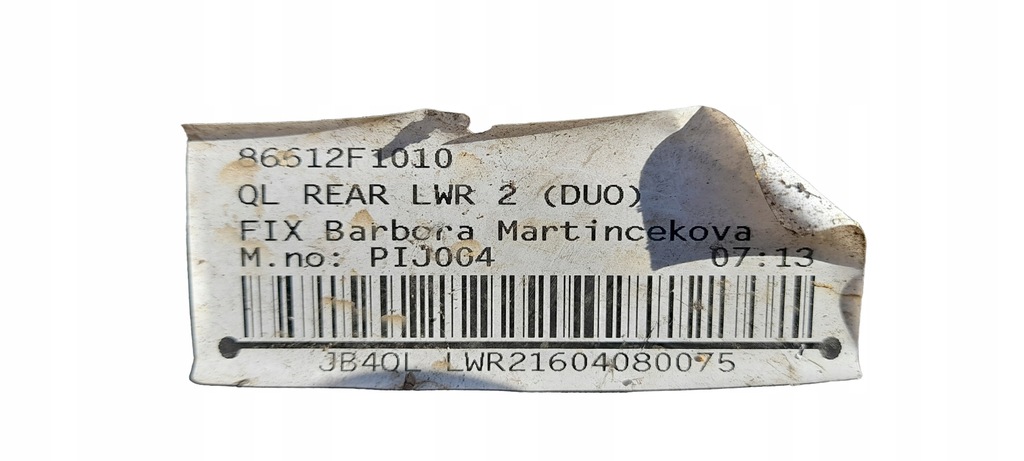 86612F1010
QL REAR LWR 2 (DUO)
FIX Barbora Martincekova
M.no: PIJ004 07:13
JB4QL LWR21604080075